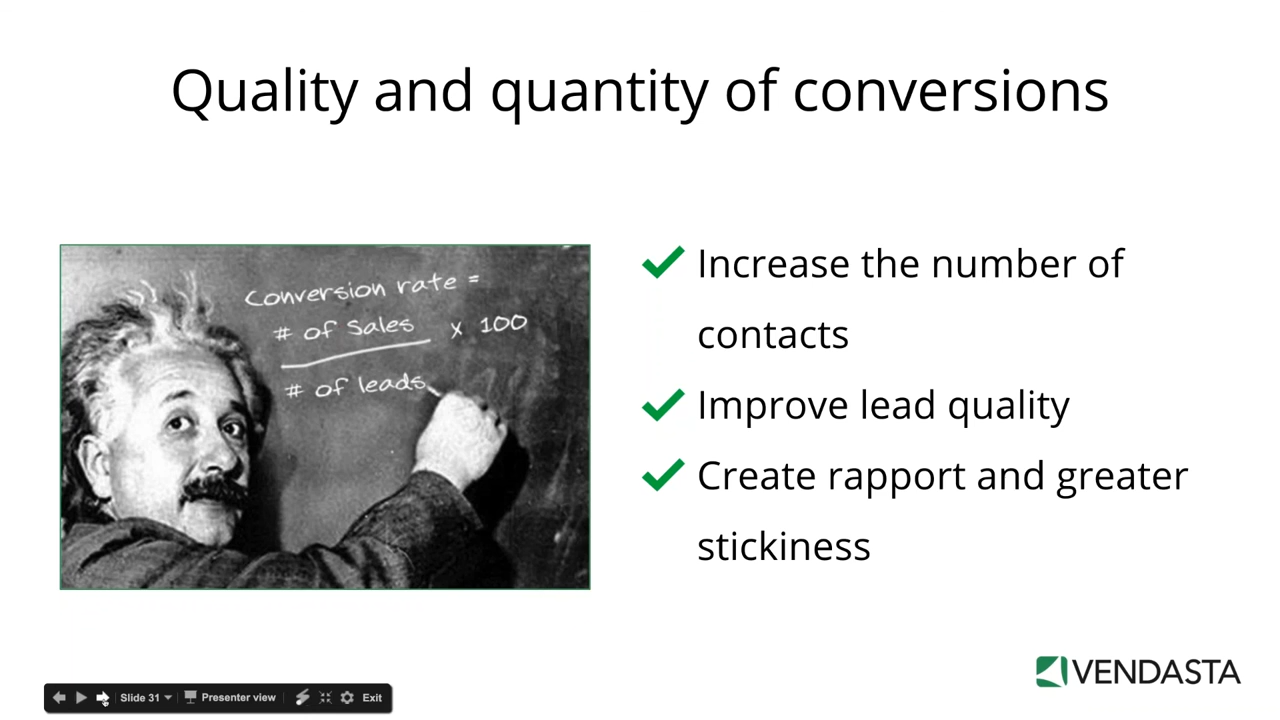 Quality and quantity of conversions
Conversion rate =
# of Sales x 100
# of leads
Increase the number of
contacts
Improve lead quality
Create rapport and greater
stickiness
VENDASTA
Slide 31
Presenter view
Exit